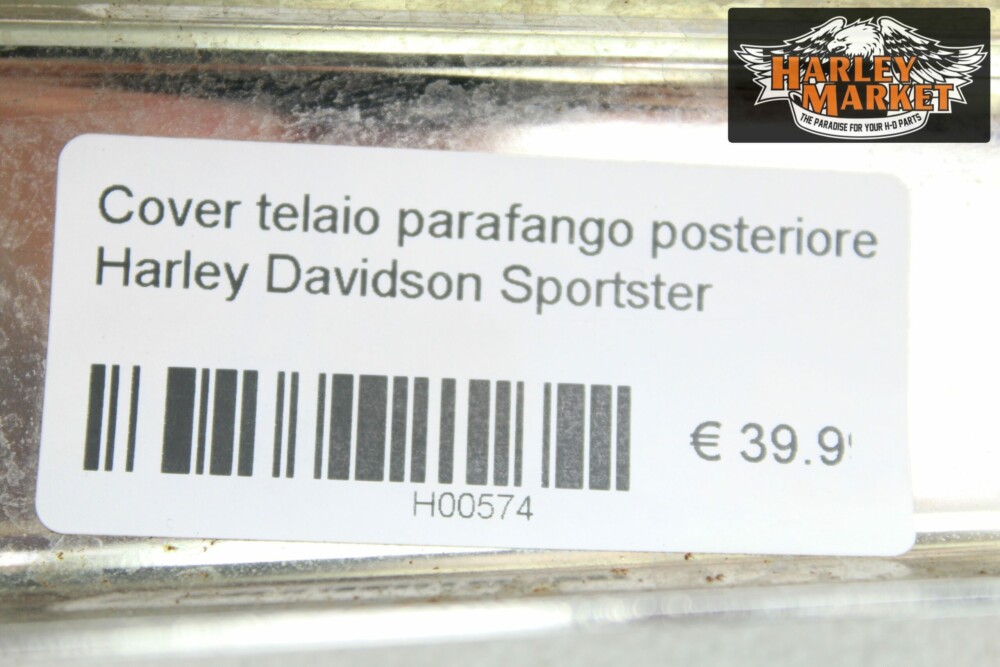 HARLEY
MARKET
THE PARADISE FOR YOUR H-D PARTS
Cover telaio parafango posteriore
Harley Davidson Sportster
€ 39.9
H00574